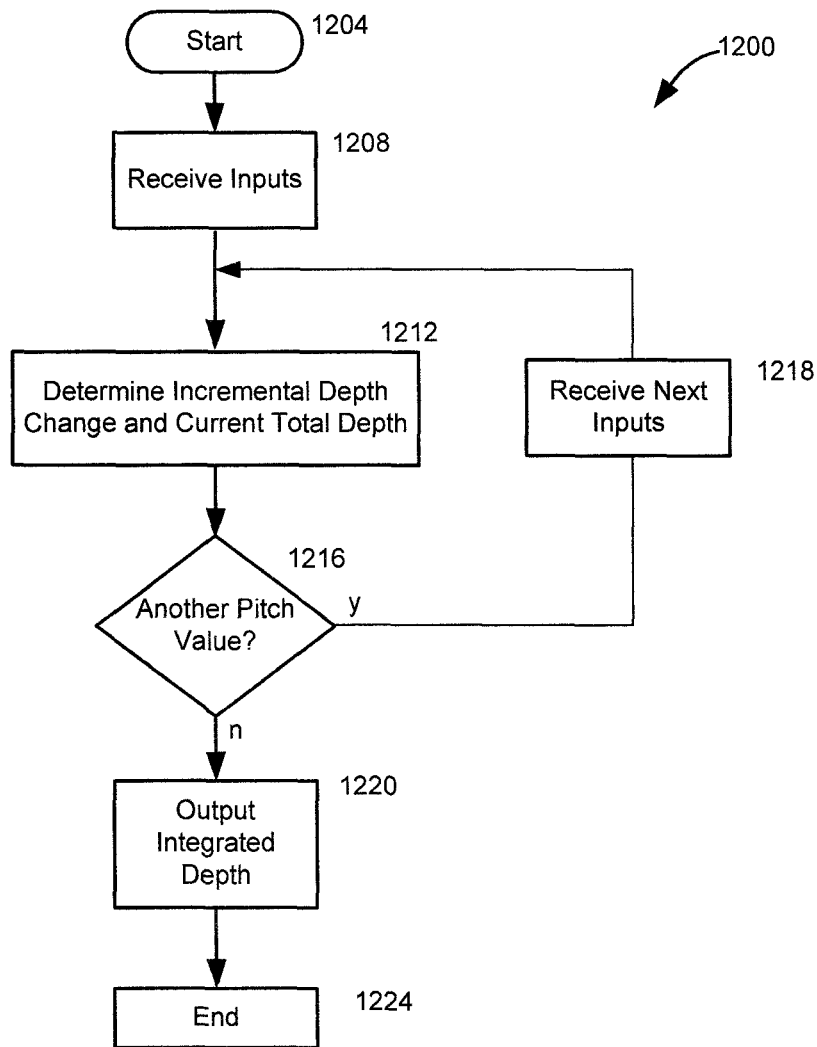 Start
1204
1200
1208
Receive Inputs
1212
Determine Incremental Depth
Change and Current Total Depth
Receive Next
Inputs
1218
1216
Another Pitch
Value?
y
n
1220
Output
Integrated
Depth
1224
End